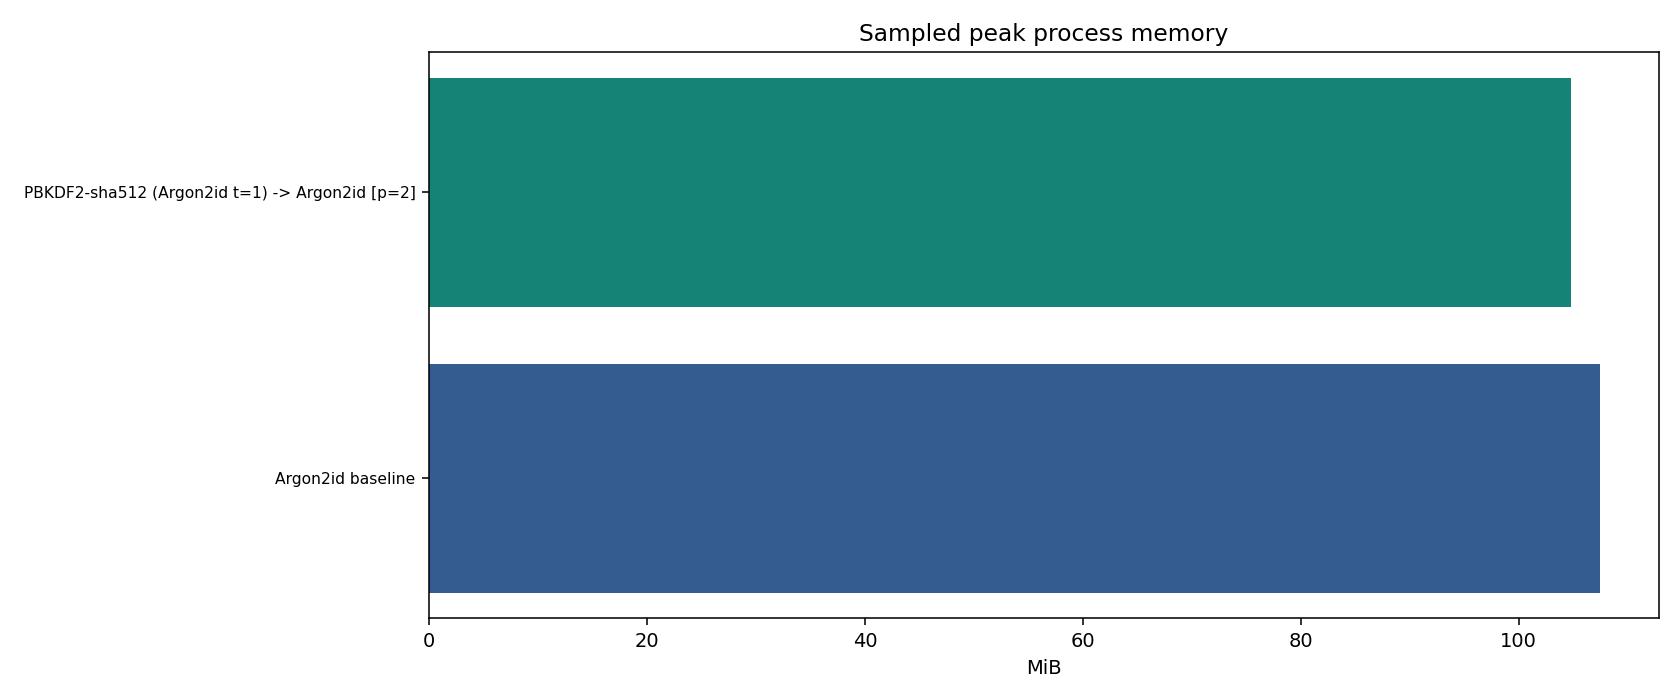 Sampled peak process memory
PBKDF2-sha512 (Argon2id t=1) -> Argon2id [p=2]
Argon2id baseline
0 20 40 60 80 100
MiB